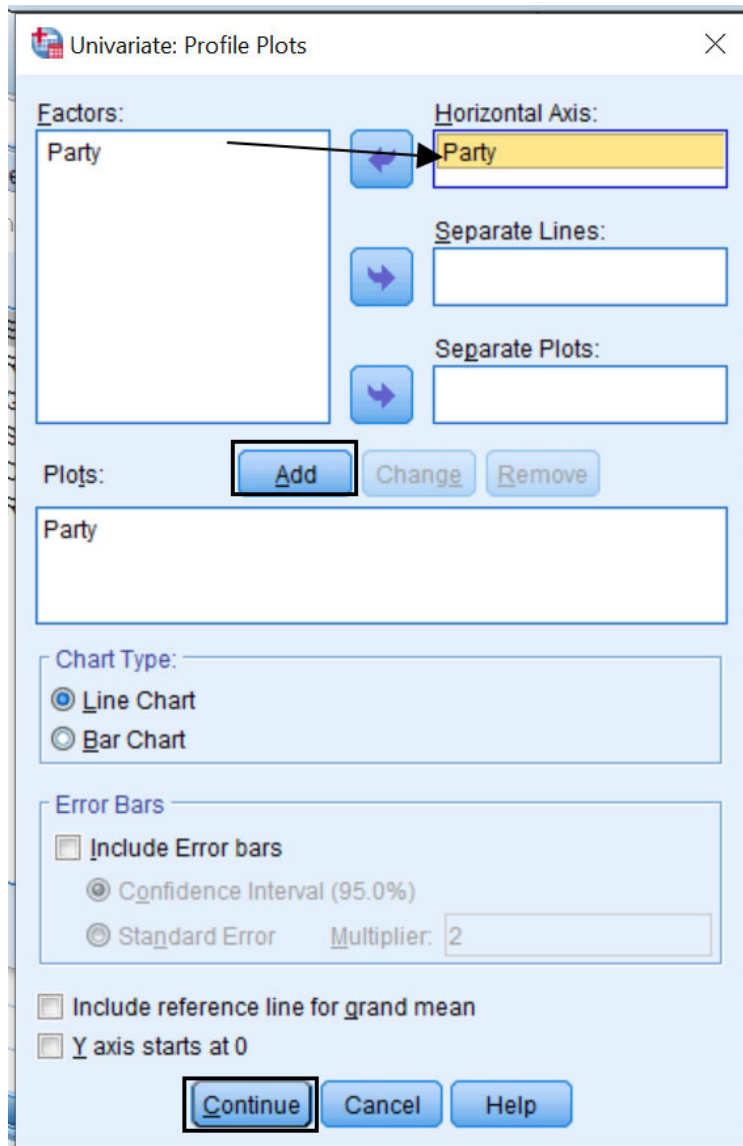 Univariate: Profile Plots
Factors:
Party
Horizontal Axis:
Party
Separate Lines:
Separate Plots:
Plots:
Add
Change
Remove
Party
Chart Type:
Line Chart
Bar Chart
Error Bars
Include Error bars
Confidence Interval (95.0%)
Standard Error
Multiplier: 2
Include reference line for grand mean
Y axis starts at 0
Continue
Cancel
Help